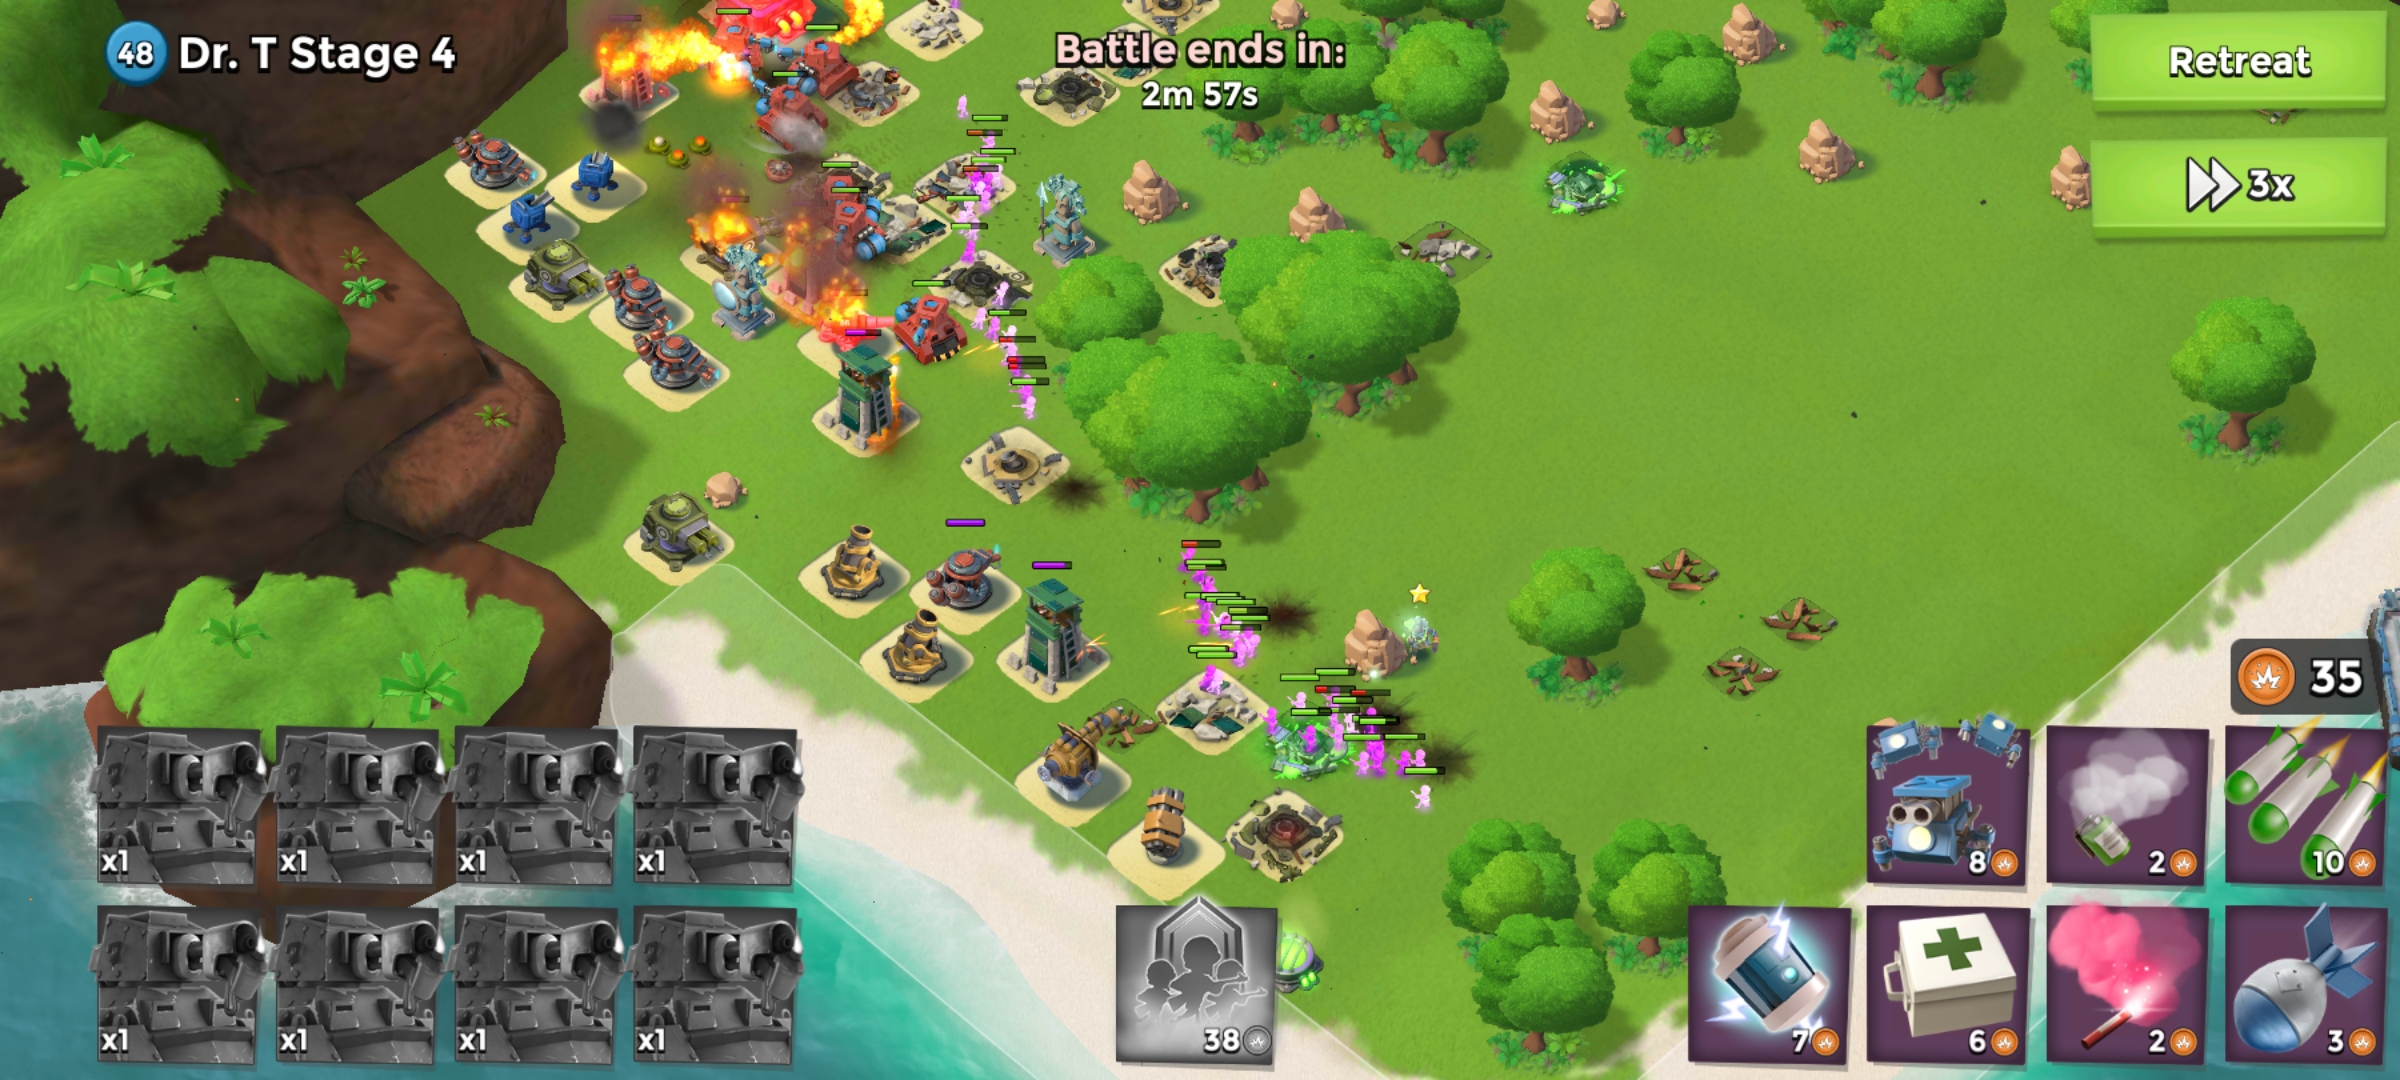 48 Dr. T Stage 4
Battle ends in:
2m 57s
Retreat
3x
35
x1 x1 x1 x1
8 2 10
x1 x1 x1 x1
38 7 6 2 3